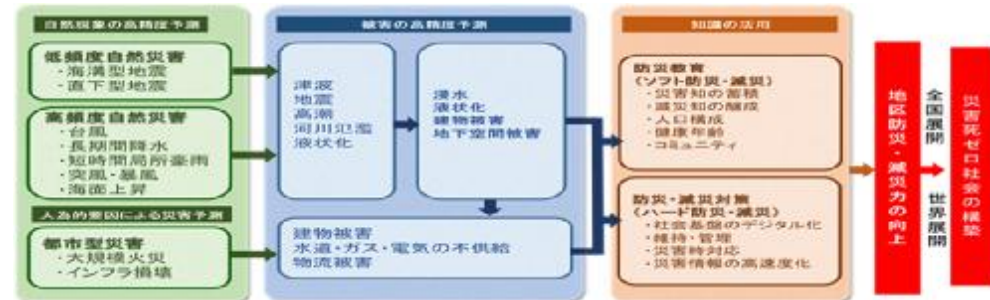 自然現象の高精度予測
低頻度自然災害
・海溝型地震
・直下型地震
高頻度自然災害
・台風
・長期間降水
・短時間局所豪雨
・突風・暴風
・海面上昇
人為的要因による災害予測
都市型災害
・大規模火災
・インフラ損壊
被害の高精度予測
津波
地震
高潮
河川氾濫
液状化
浸水
液状化
建物被害
地下空間被害
建物被害
水道・ガス・電気の不供給
物流被害
知識の活用
防災教育
(ソフト防災・減災)
・災害知の蓄積
・減災知の醸成
・人口構成
・健康年齢
・コミュニティ
防災・減災対策
(ハード防災・減災)
・社会基盤のデジタル化
・維持・管理
・災害時対応
・災害情報の高速度化
地区防災・減災力の向上
全国展開
世界展開
災害死ゼロ社会の構築